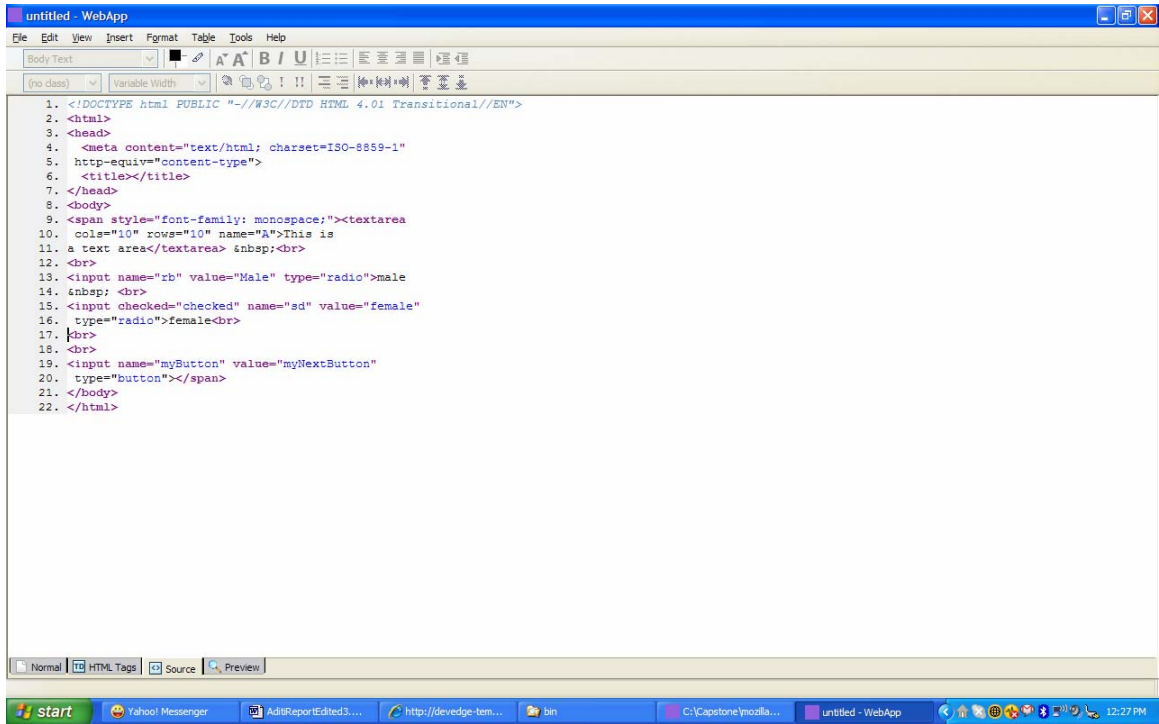 untitled - WebApp
File Edit View Insert Format Table Tools Help
Body Text
(no class) Variable Width
1. <!DOCTYPE html PUBLIC "-//W3C//DTD HTML 4.01 Transitional//EN">
2. <html>
3. <head>
4. <meta content="text/html; charset=ISO-8859-1"
5. http-equiv="content-type">
6. <title></title>
7. </head>
8. <body>
9. <span style="font-family: monospace;"><textarea
10. cols="10" rows="10" name="A">This is
11. a text area</textarea> &nbsp;<br>
12. <br>
13. <input name="rb" value="Male" type="radio">male
14. &nbsp; <br>
15. <input checked="checked" name="sd" value="female"
16. type="radio">female<br>
17. <br>
18. <br>
19. <input name="myButton" value="myNextButton"
20. type="button"></span>
21. </body>
22. </html>
Normal TD HTML Tags Source Preview
start Yahoo! Messenger AditiReportEdited3.... http://devedge-tem... bin C:\Capstone\mozilla... untitled - WebApp 12:27 PM